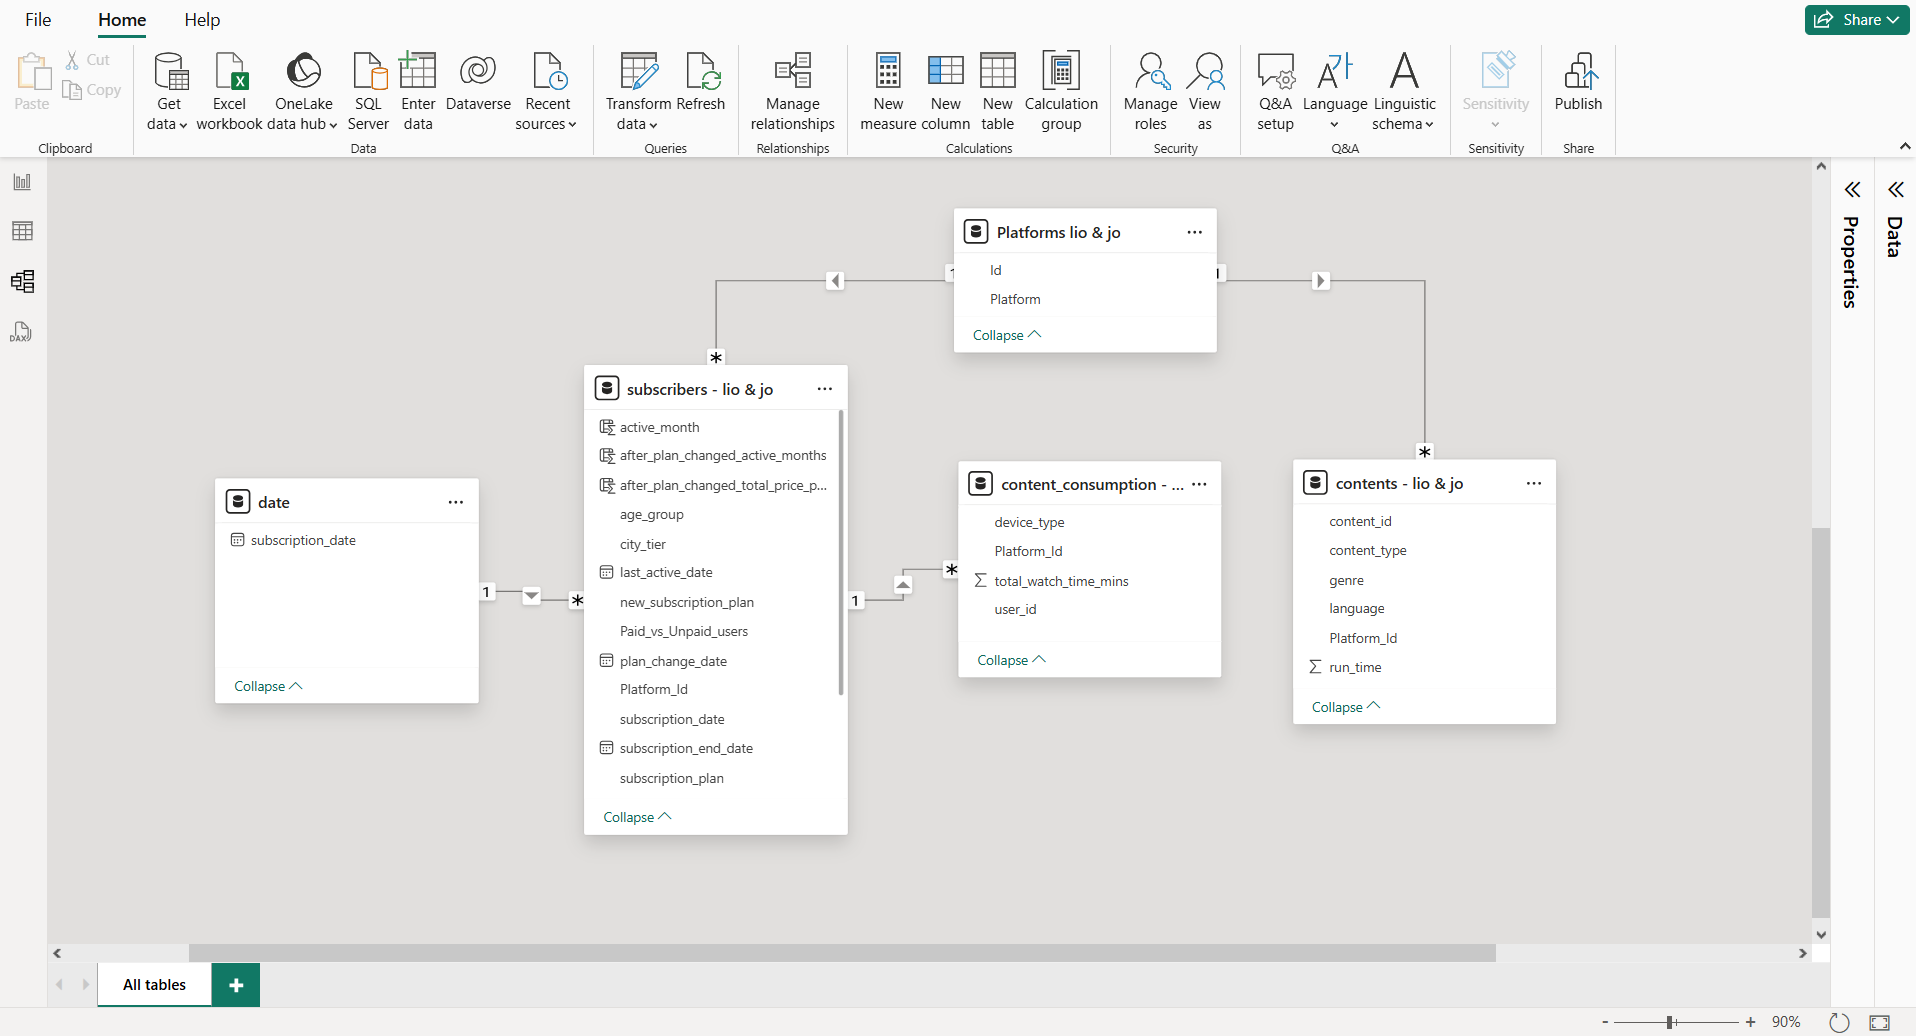 File Home Help Share
Paste Cut Copy
Clipboard
Get data Excel workbook OneLake data hub SQL Server Enter data Dataverse Recent sources
Data
Transform data Refresh
Queries
Manage relationships
Relationships
New measure New column New table Calculation group
Calculations
Manage roles View as
Security
Q&A setup Language Linguistic schema
Q&A
Sensitivity
Sensitivity
Publish
Share
Properties
Data
DAX
Platforms lio & jo
Id
Platform
Collapse
1
1
*
*
subscribers - lio & jo
active_month
after_plan_changed_active_months
after_plan_changed_total_price_p...
age_group
city_tier
last_active_date
new_subscription_plan
Paid_vs_Unpaid_users
plan_change_date
Platform_Id
subscription_date
subscription_end_date
subscription_plan
Collapse
date
subscription_date
Collapse
1
*
1
*
content_consumption - ...
device_type
Platform_Id
∑ total_watch_time_mins
user_id
Collapse
contents - lio & jo
content_id
content_type
genre
language
Platform_Id
∑ run_time
Collapse
All tables +
- + 90%